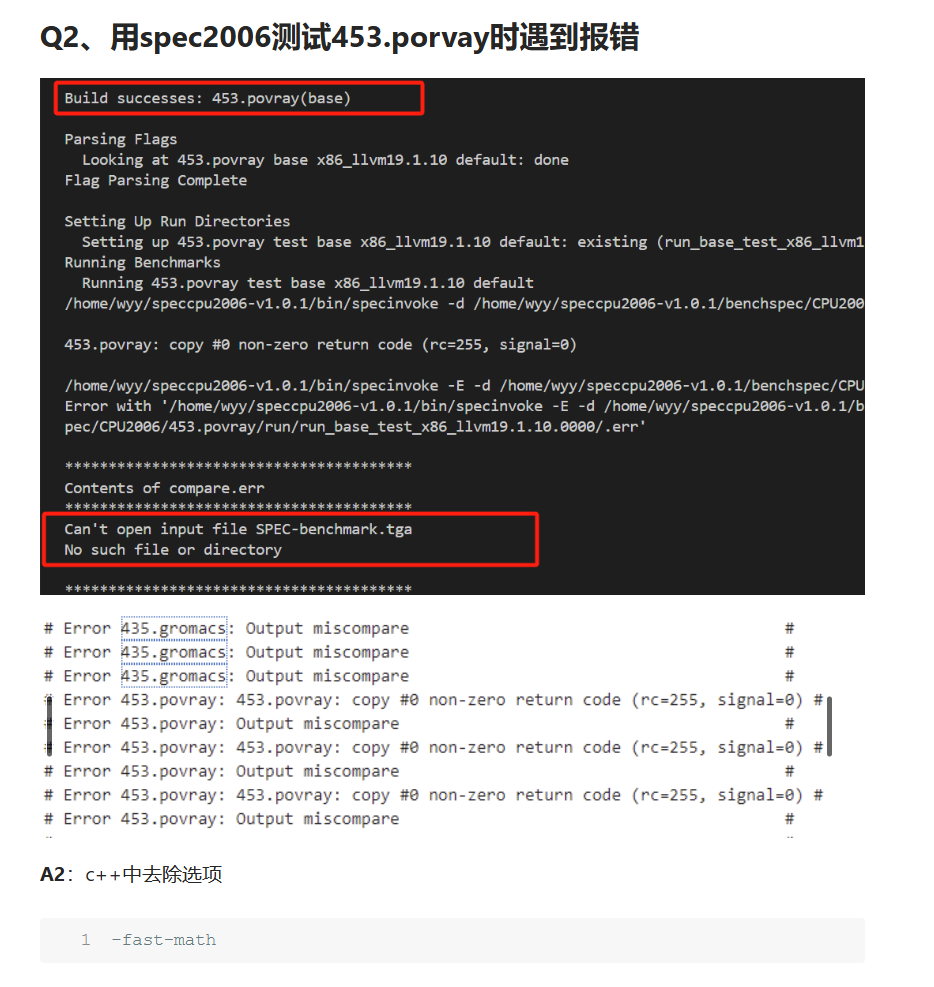 Q2、用spec2006测试453.porvay时遇到报错
Build successes: 453.povray(base)
Parsing Flags
Looking at 453.povray base x86_llvm19.1.10 default: done
Flag Parsing Complete
Setting Up Run Directories
Setting up 453.povray test base x86_llvm19.1.10 default: existing (run_base_test_x86_llvm1
Running Benchmarks
Running 453.povray test base x86_llvm19.1.10 default
/home/wyy/speccpu2006-v1.0.1/bin/specinvoke -d /home/wyy/speccpu2006-v1.0.1/benchspec/CPU200
453.povray: copy #0 non-zero return code (rc=255, signal=0)
/home/wyy/speccpu2006-v1.0.1/bin/specinvoke -E -d /home/wyy/speccpu2006-v1.0.1/benchspec/CPU
Error with '/home/wyy/speccpu2006-v1.0.1/bin/specinvoke -E -d /home/wyy/speccpu2006-v1.0.1/b
pec/CPU2006/453.povray/run/run_base_test_x86_llvm19.1.10.0000/.err'
****************************************
Contents of compare.err
****************************************
Can't open input file SPEC-benchmark.tga
No such file or directory
****************************************
# Error 435.gromacs: Output miscompare #
# Error 435.gromacs: Output miscompare #
# Error 435.gromacs: Output miscompare #
# Error 453.povray: 453.povray: copy #0 non-zero return code (rc=255, signal=0) #
# Error 453.povray: Output miscompare #
# Error 453.povray: 453.povray: copy #0 non-zero return code (rc=255, signal=0) #
# Error 453.povray: Output miscompare #
# Error 453.povray: 453.povray: copy #0 non-zero return code (rc=255, signal=0) #
# Error 453.povray: Output miscompare #
A2：c++中去除选项
1 -fast-math